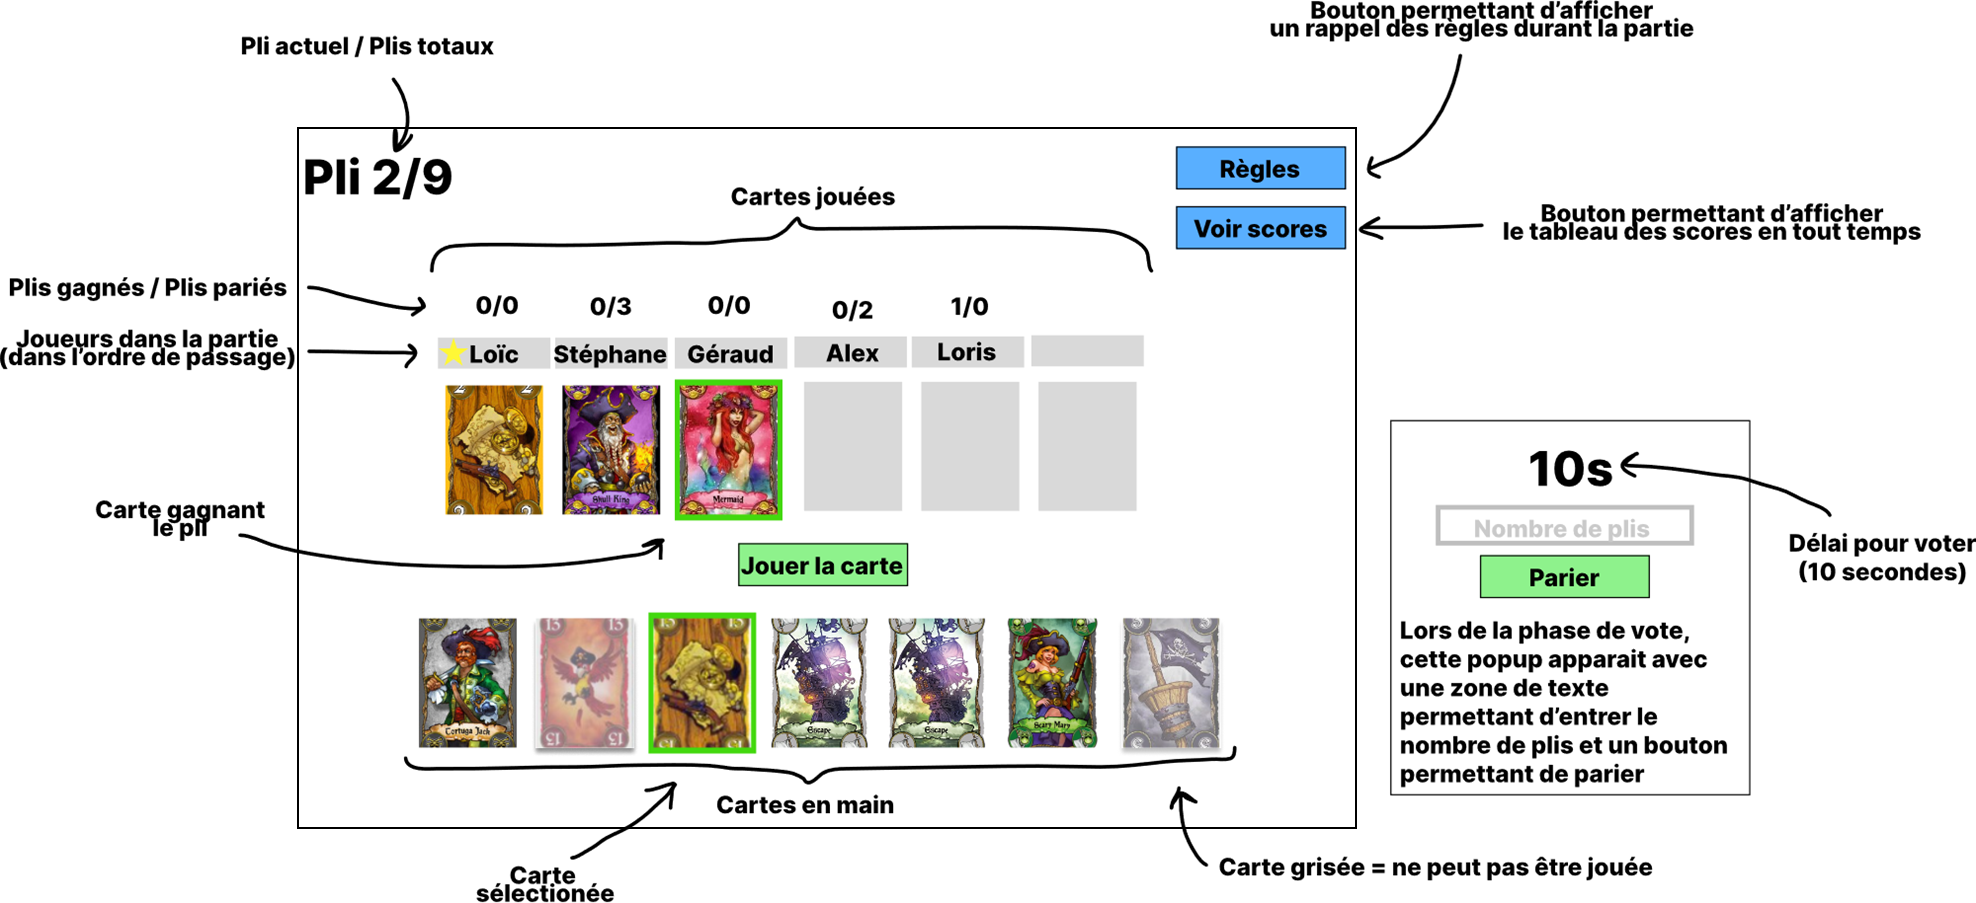 Bouton permettant d'afficher
un rappel des règles durant la partie
Pli actuel / Plis totaux
Pli 2/9
Règles
Cartes jouées
Voir scores
Bouton permettant d'afficher
le tableau des scores en tout temps
Plis gagnés / Plis pariés
0/0
0/3
0/0
0/2
1/0
Joueurs dans la partie
(dans l'ordre de passage)
Loïc
Stéphane
Géraud
Alex
Loris
2
2
Skull King
Mermaid
Carte gagnant
le pli
Jouer la carte
10s
Nombre de plis
Parier
Délai pour voter
(10 secondes)
Lors de la phase de vote,
cette popup apparait avec
une zone de texte
permettant d'entrer le
nombre de plis et un bouton
permettant de parier
13
13
Tortuga Jack
13
13
Escape
Escape
Scary Mary
Cartes en main
Carte
sélectionée
Carte grisée = ne peut pas être jouée